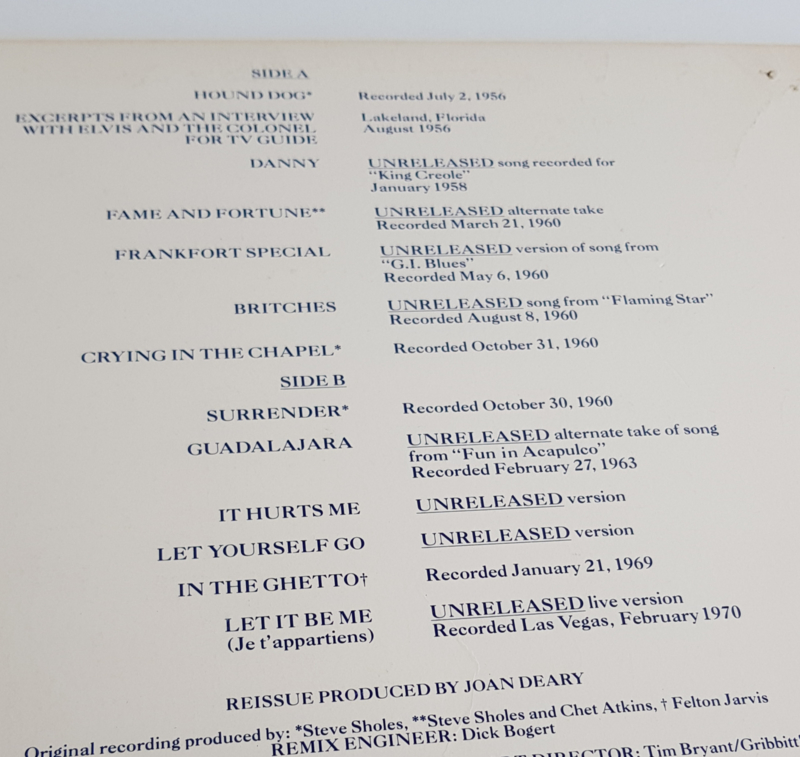 SIDE A
HOUND DOG* Recorded July 2, 1956
EXCERPTS FROM AN INTERVIEW Lakeland, Florida
WITH ELVIS AND THE COLONEL August 1956
FOR TV GUIDE
DANNY UNRELEASED song recorded for
"King Creole"
January 1958
FAME AND FORTUNE** UNRELEASED alternate take
Recorded March 21, 1960
FRANKFORT SPECIAL UNRELEASED version of song from
"G.I. Blues"
Recorded May 6, 1960
BRITCHES UNRELEASED song from "Flaming Star"
Recorded August 8, 1960
CRYING IN THE CHAPEL* Recorded October 31, 1960
SIDE B
SURRENDER* Recorded October 30, 1960
GUADALAJARA UNRELEASED alternate take of song
from "Fun in Acapulco"
Recorded February 27, 1963
IT HURTS ME UNRELEASED version
LET YOURSELF GO UNRELEASED version
IN THE GHETTO† Recorded January 21, 1969
LET IT BE ME UNRELEASED live version
(Je t'appartiens) Recorded Las Vegas, February 1970
REISSUE PRODUCED BY JOAN DEARY
Original recording produced by: *Steve Sholes, **Steve Sholes and Chet Atkins, † Felton Jarvis
REMIX ENGINEER: Dick Bogert
DIRECTOR: Tim Bryant/Gribbitt